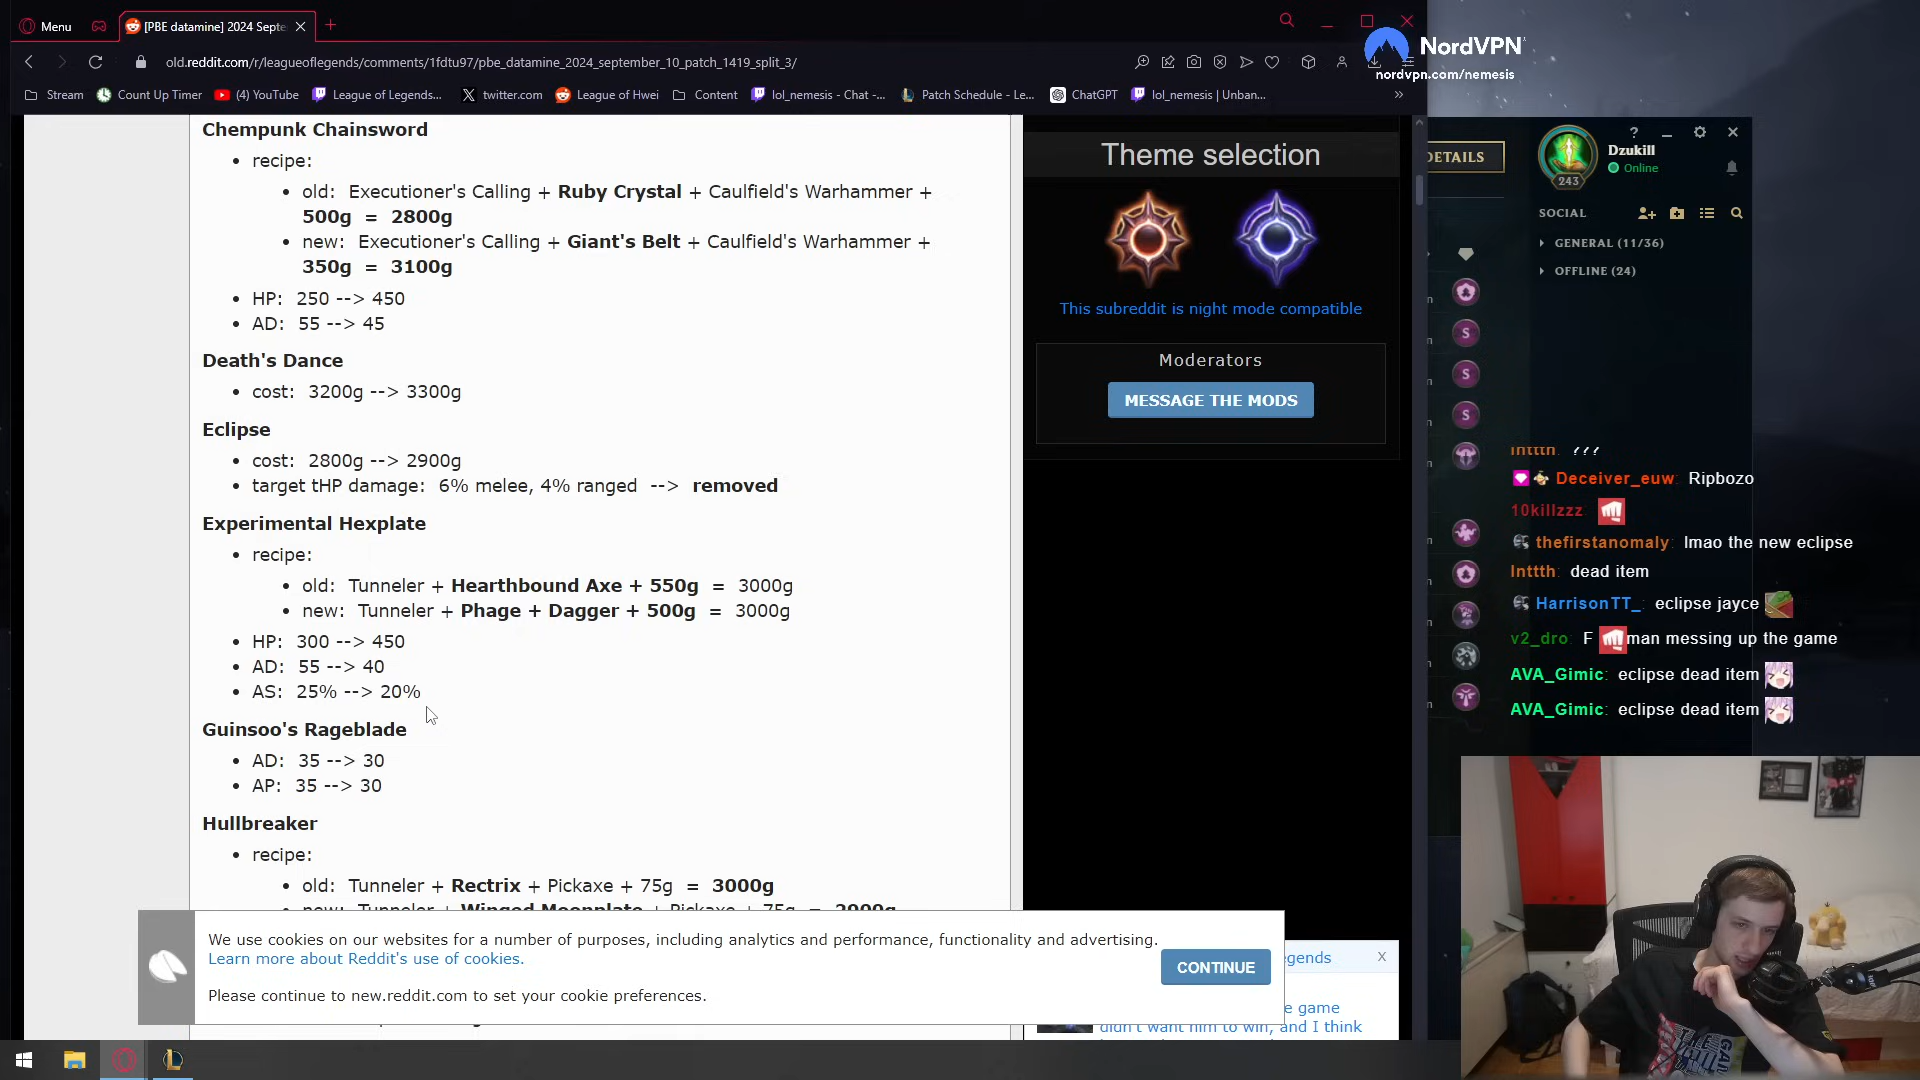 Menu
[PBE datamine] 2024 Septe
NordVPN
nordvpn.com/nemesis
old.reddit.com/r/leagueoflegends/comments/1fdtu97/pbe_datamine_2024_september_10_patch_1419_split_3/
Stream Count Up Timer (4) YouTube League of Legends... twitter.com League of Hwei Content lol_nemesis - Chat -... Patch Schedule - Le... ChatGPT lol_nemesis | Unban... »
Chempunk Chainsword
• recipe:
• old: Executioner's Calling + Ruby Crystal + Caulfield's Warhammer +
500g = 2800g
• new: Executioner's Calling + Giant's Belt + Caulfield's Warhammer +
350g = 3100g
• HP: 250 --> 450
• AD: 55 --> 45
Death's Dance
• cost: 3200g --> 3300g
Eclipse
• cost: 2800g --> 2900g
• target tHP damage: 6% melee, 4% ranged --> removed
Experimental Hexplate
• recipe:
• old: Tunneler + Hearthbound Axe + 550g = 3000g
• new: Tunneler + Phage + Dagger + 500g = 3000g
• HP: 300 --> 450
• AD: 55 --> 40
• AS: 25% --> 20%
Guinsoo's Rageblade
• AD: 35 --> 30
• AP: 35 --> 30
Hullbreaker
• recipe:
• old: Tunneler + Rectrix + Pickaxe + 75g = 3000g
Theme selection
This subreddit is night mode compatible
Moderators
MESSAGE THE MODS
We use cookies on our websites for a number of purposes, including analytics and performance, functionality and advertising.
Learn more about Reddit's use of cookies.
Please continue to new.reddit.com to set your cookie preferences.
CONTINUE
egends X
e game
didn't want him to win, and I think
DETAILS
?
Dzukill
Online
243
SOCIAL
GENERAL (11/36)
OFFLINE (24)
S
S
S
Inttth: ???
Deceiver_euw: Ripbozo
10killzzz
thefirstanomaly: lmao the new eclipse
Inttth: dead item
HarrisonTT_: eclipse jayce
v2_dro: F man messing up the game
AVA_Gimic: eclipse dead item
AVA_Gimic: eclipse dead item